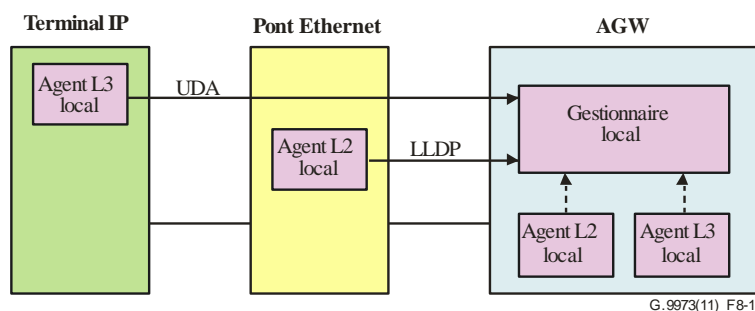 Terminal IP
Pont Ethernet
AGW
Agent L3
local
UDA
Gestionnaire
local
Agent L2
local
LLDP
Agent L2
local
Agent L3
local
G.9973(11)_F8-1